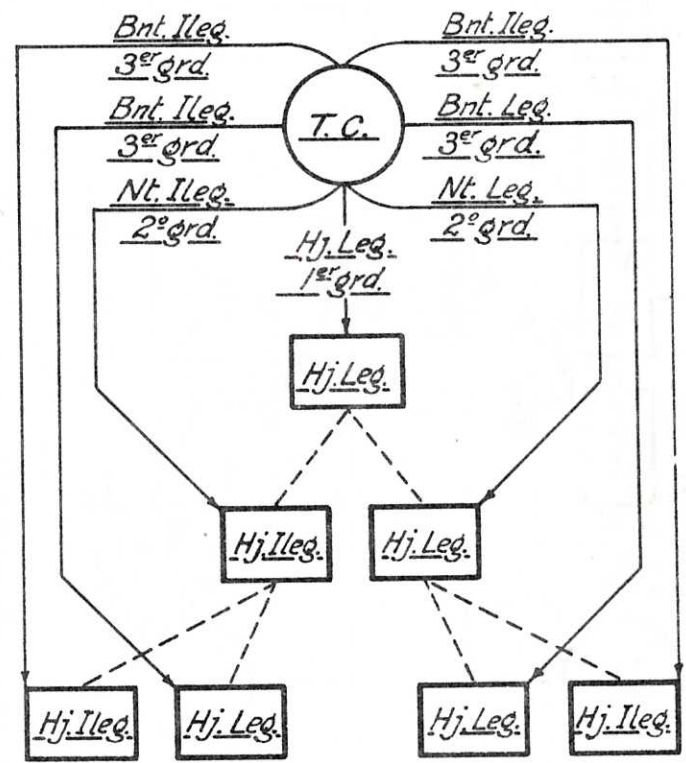 Bnt. Ileg.
3er grd.
Bnt. Ileg.
3er grd.
Bnt. Ileg.
3er grd.
Bnt. Leg.
3er grd.
T. C.
Nt. Ileg.
2º grd.
Nt. Leg.
2º grd.
Hj. Leg.
1er grd.
Hj. Leg.
Hj. Ileg.
Hj. Leg.
Hj. Ileg.
Hj. Leg.
Hj. Leg.
Hj. Ileg.